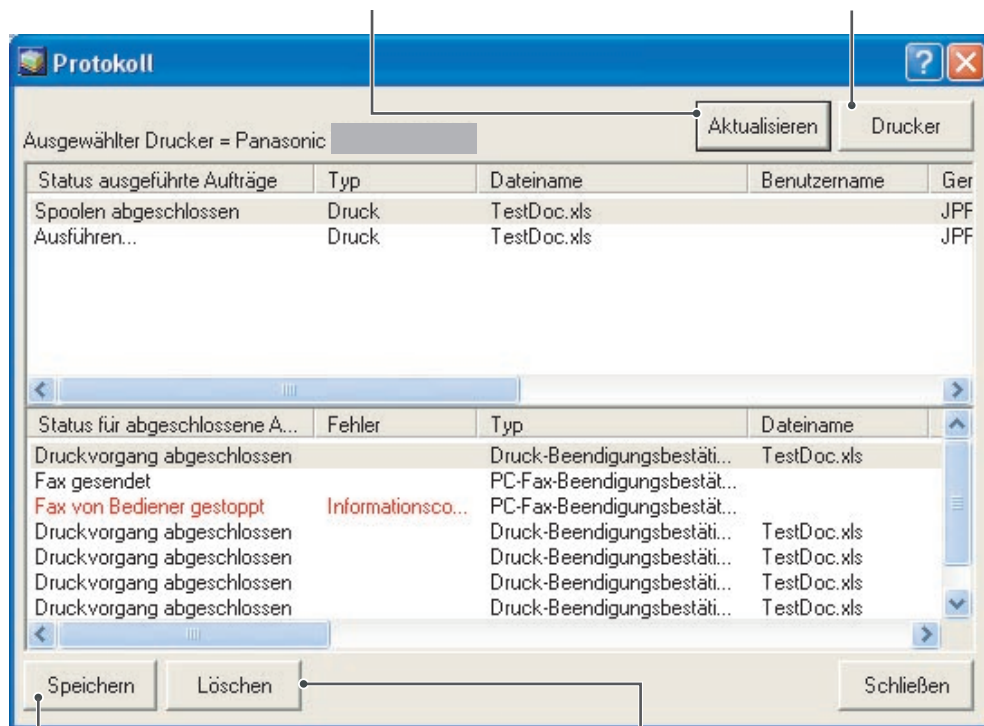 Protokoll
Aktualisieren Drucker
Ausgewählter Drucker = Panasonic
Status ausgeführte Aufträge Typ Dateiname Benutzername Ger
Spoolen abgeschlossen Druck TestDoc.xls JPF
Ausführen... Druck TestDoc.xls JPF
Status für abgeschlossene A... Fehler Typ Dateiname
Druckvorgang abgeschlossen Druck-Beendigungsbestäti... TestDoc.xls
Fax gesendet PC-Fax-Beendigungsbestät...
Fax von Bediener gestoppt Informationsco... PC-Fax-Beendigungsbestät...
Druckvorgang abgeschlossen Druck-Beendigungsbestäti... TestDoc.xls
Druckvorgang abgeschlossen Druck-Beendigungsbestäti... TestDoc.xls
Druckvorgang abgeschlossen Druck-Beendigungsbestäti... TestDoc.xls
Druckvorgang abgeschlossen Druck-Beendigungsbestäti... TestDoc.xls
Speichern Löschen Schließen